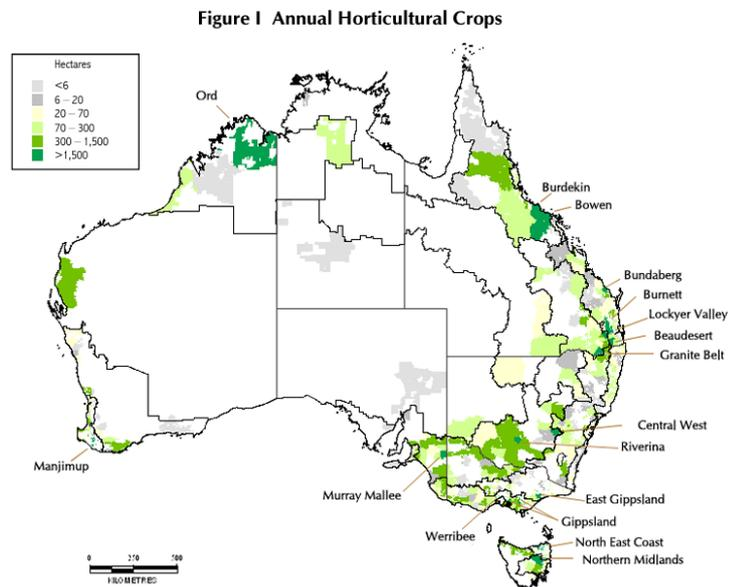 Figure I Annual Horticultural Crops
Hectares
<6
6 – 20
20 – 70
70 – 300
300 – 1,500
>1,500
Ord
Burdekin
Bowen
Bundaberg
Burnett
Lockyer Valley
Beaudesert
Granite Belt
Central West
Riverina
Manjimup
Murray Mallee
East Gippsland
Gippsland
Werribee
North East Coast
Northern Midlands
0 250 500
KILOMETRES